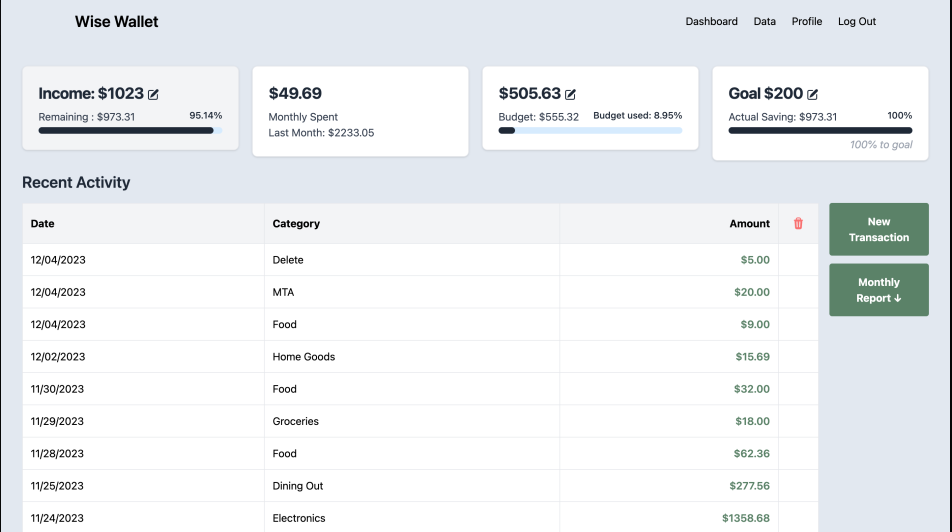 Wise Wallet
Dashboard Data Profile Log Out
Income: $1023
Remaining : $973.31 95.14%
$49.69
Monthly Spent
Last Month: $2233.05
$505.63
Budget: $555.32 Budget used: 8.95%
Goal $200
Actual Saving: $973.31 100%
100% to goal
Recent Activity
Date Category Amount
12/04/2023 Delete $5.00
12/04/2023 MTA $20.00
12/04/2023 Food $9.00
12/02/2023 Home Goods $15.69
11/30/2023 Food $32.00
11/29/2023 Groceries $18.00
11/28/2023 Food $62.36
11/25/2023 Dining Out $277.56
11/24/2023 Electronics $1358.68
New
Transaction
Monthly
Report ↓